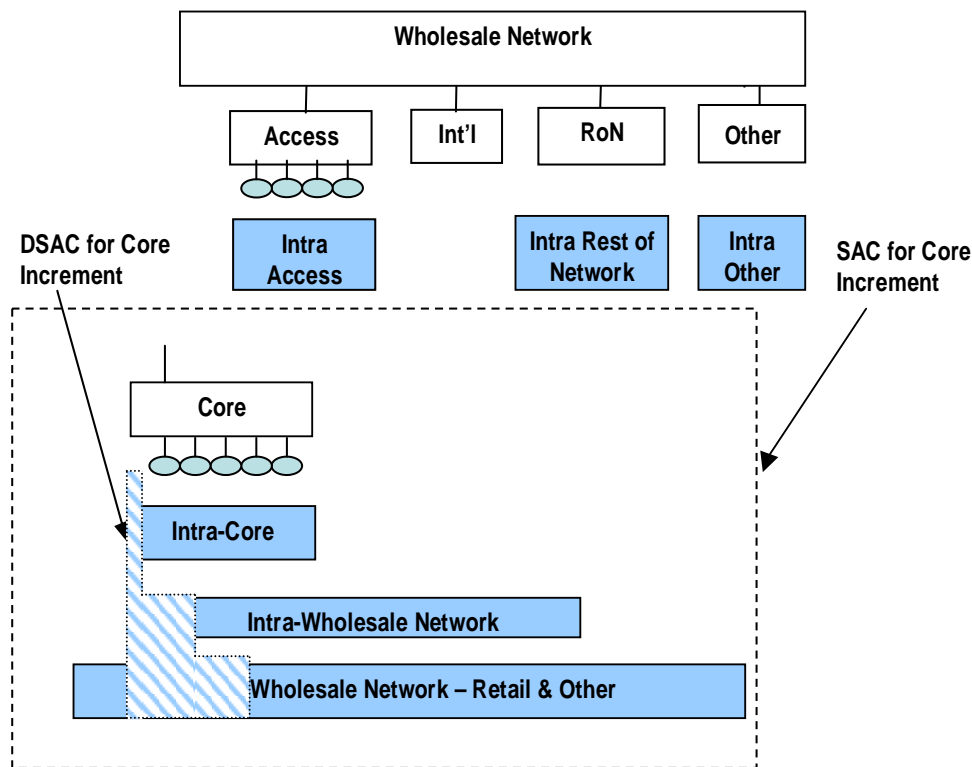 Wholesale Network
Access
Int'l
RoN
Other
DSAC for Core
Increment
Intra
Access
Intra Rest of
Network
Intra
Other
SAC for Core
Increment
Core
Intra-Core
Intra-Wholesale Network
Wholesale Network – Retail & Other